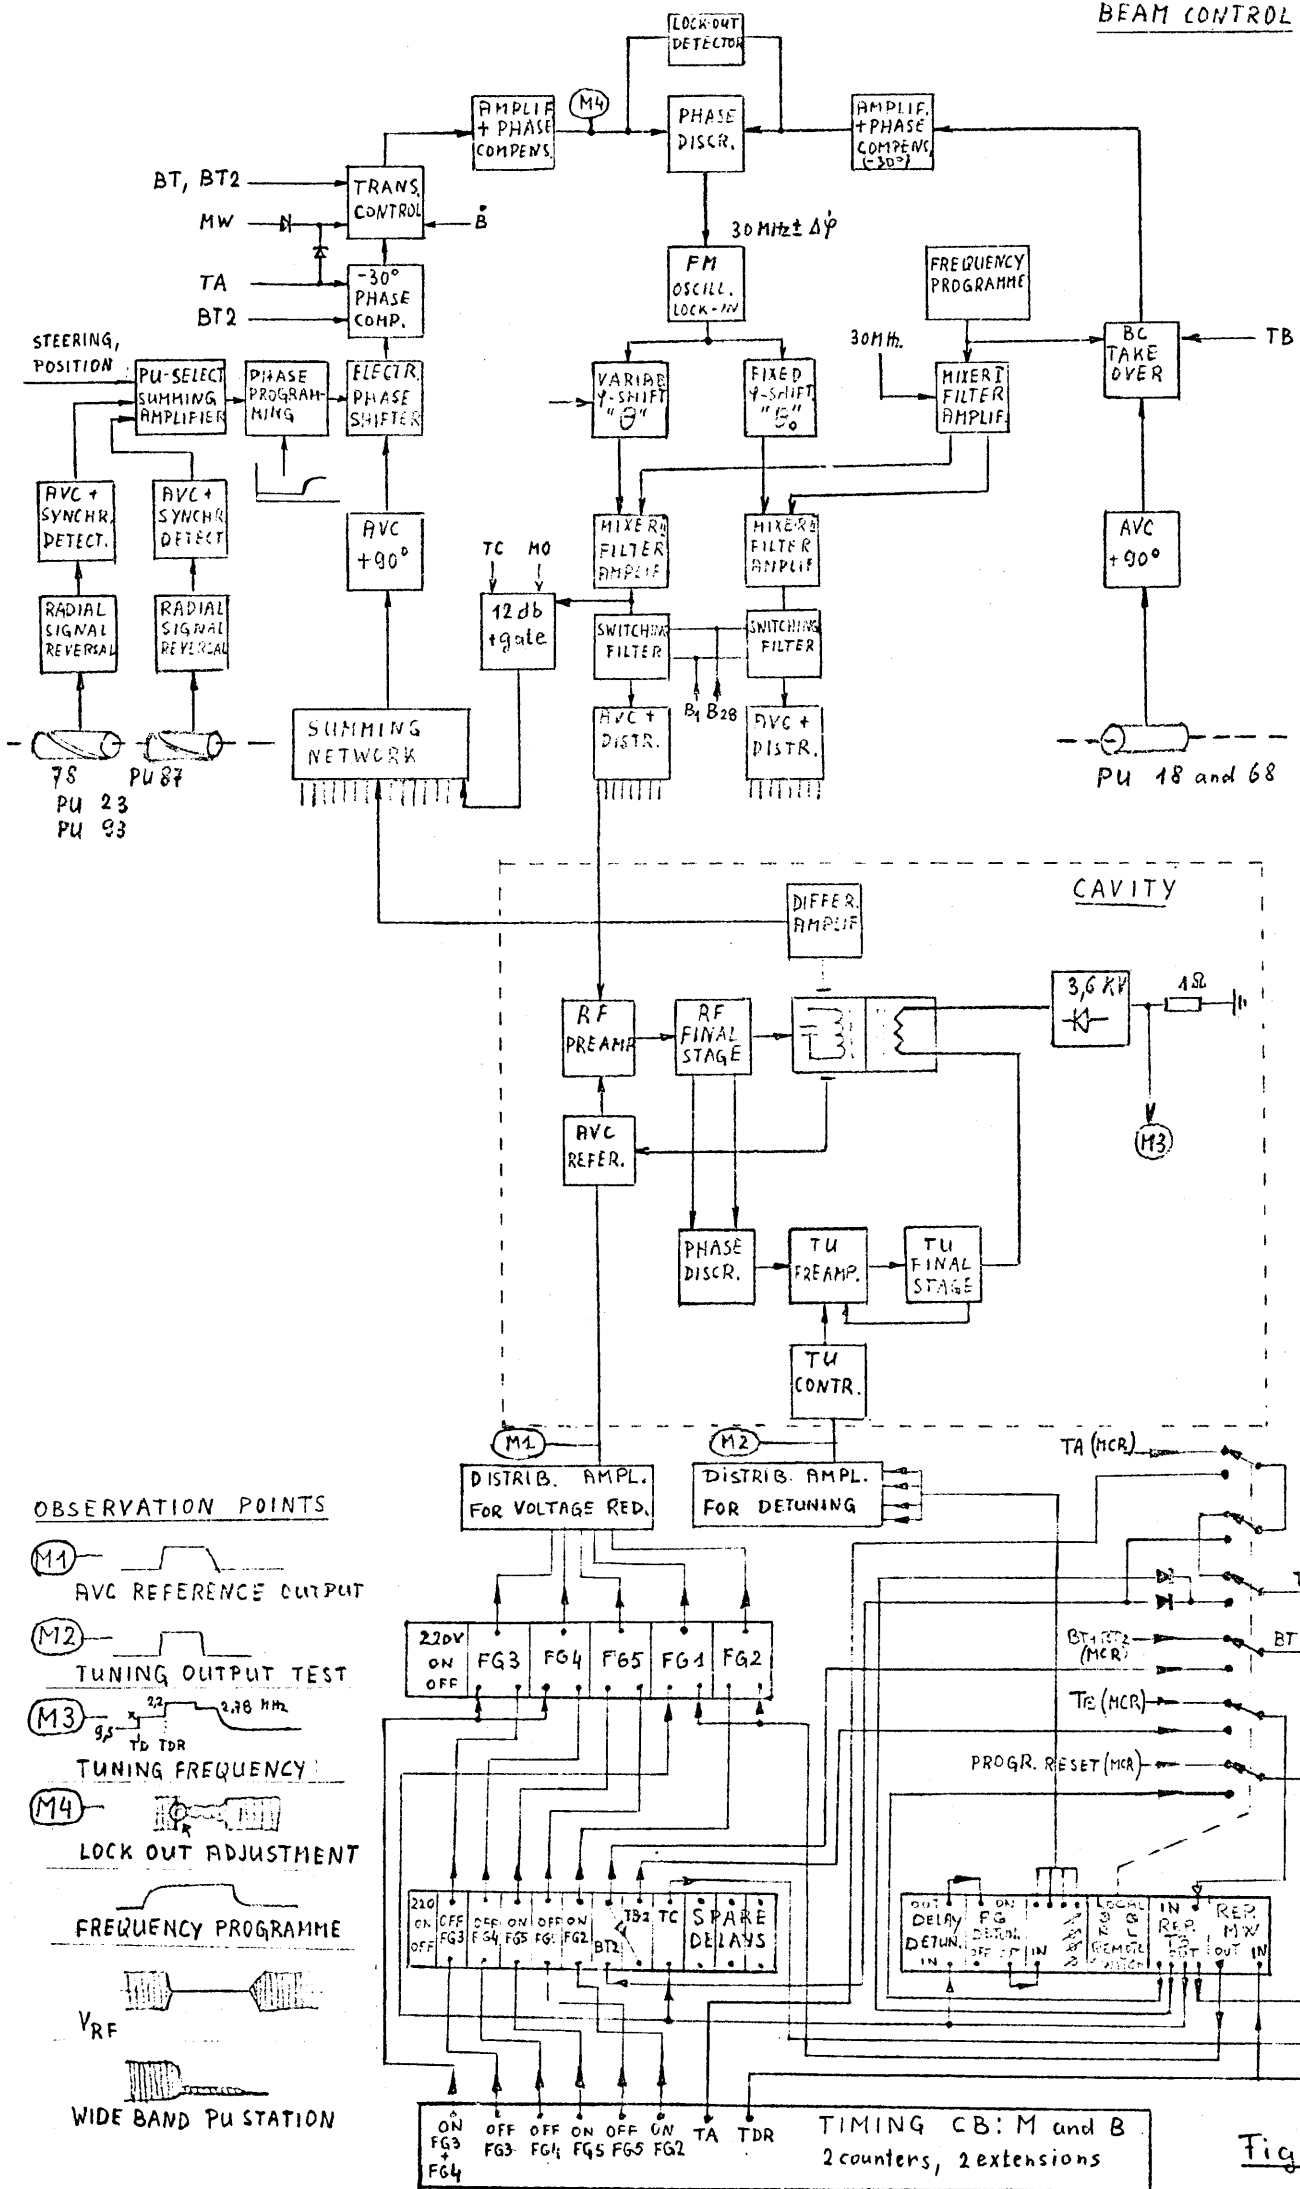 BEAM CONTROL
LOCK-OUT
DETECTOR
AMPLIF
+ PHASE
COMPENS.
M4
PHASE
DISCR.
AMPLIF.
+ PHASE
COMPENS.
(-30°)
BT, BT2
MW
TRANS.
CONTROL
Ḃ
30 MHz ± Δφ̇
TA
BT2
-30°
PHASE
COMP.
FM
OSCILL.
LOCK-IN
FREQUENCY
PROGRAMME
30MHz.
BC
TAKE
OVER
TB
STEERING,
POSITION
PU-SELECT
SUMMING
AMPLIFIER
PHASE
PROGRAM-
MING
ELECTR.
PHASE
SHIFTER
VARIAB
φ-SHIFT
"θ"
FIXED
φ-SHIFT
"θ₀"
MIXER I
FILTER
AMPLIF.
AVC +
SYNCHR.
DETECT.
AVC +
SYNCHR
DETECT
AVC
+90°
TC
MO
MIXER II
FILTER
AMPLIF
MIXER II
FILTER
AMPLIF
AVC
+90°
RADIAL
SIGNAL
REVERSAL
RADIAL
SIGNAL
REVERSAL
12 db
+gate
SWITCHING
FILTER
SWITCHING
FILTER
B1 B28
SUMMING
NETWORK
AVC +
DISTR.
AVC +
DISTR.
78
PU 87
PU 23
PU 93
PU 18 and 68
CAVITY
DIFFER.
AMPLIF
RF
PREAMP
RF
FINAL
STAGE
3,6 KV
1Ω
M3
AVC
REFER.
PHASE
DISCR.
TU
PREAMP.
TU
FINAL
STAGE
TU
CONTR.
M1
M2
DISTRIB. AMPL.
FOR VOLTAGE RED.
DISTRIB. AMPL.
FOR DETUNING
TA (MCR)
OBSERVATION POINTS
M1
AVC REFERENCE OUTPUT
M2
TUNING OUTPUT TEST
M3
2,2
2,78 MHz
9,5
TD TDR
TUNING FREQUENCY
M4
LOCK OUT ADJUSTMENT
FREQUENCY PROGRAMME
VRF
WIDE BAND PU STATION
220V
ON
OFF
FG3
FG4
FG5
FG1
FG2
BT+BT2
(MCR)
BT
TB (MCR)
PROGR. RESET (MCR)
220
ON
OFF
OFF
FG3
OFF
FG4
ON
FG5
OFF
ON
FG2
BT2
TB2
TC
SPARE
DELAYS
OUT
DELAY
DETUN.
IN
ON
FG
DETUN.
OFF
IN
LOCAL
REMOTE
SWITCH
IN
REP.
OUT
REP.
MW
OUT
IN
ON
FG3
+
FG4
OFF
FG3
OFF
FG4
ON
FG5
OFF
FG5
ON
FG2
TA
TDR
TIMING CB: M and B
2 counters, 2 extensions
Fig